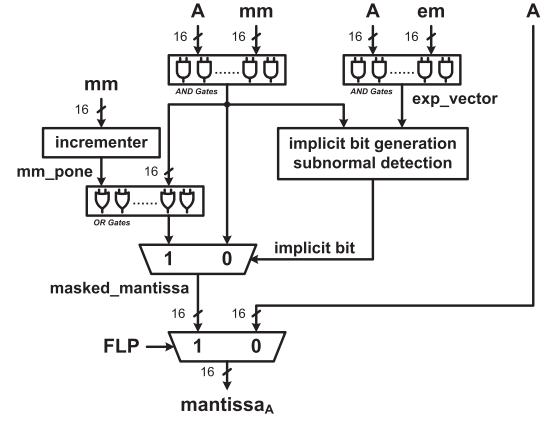 A mm A em A
16 16 16 16
AND Gates AND Gates
mm exp_vector
16
incrementer implicit bit generation
subnormal detection
mm_pone 16
OR Gates
1 0 implicit bit
masked_mantissa
16 16
FLP 1 0
16
mantissaA